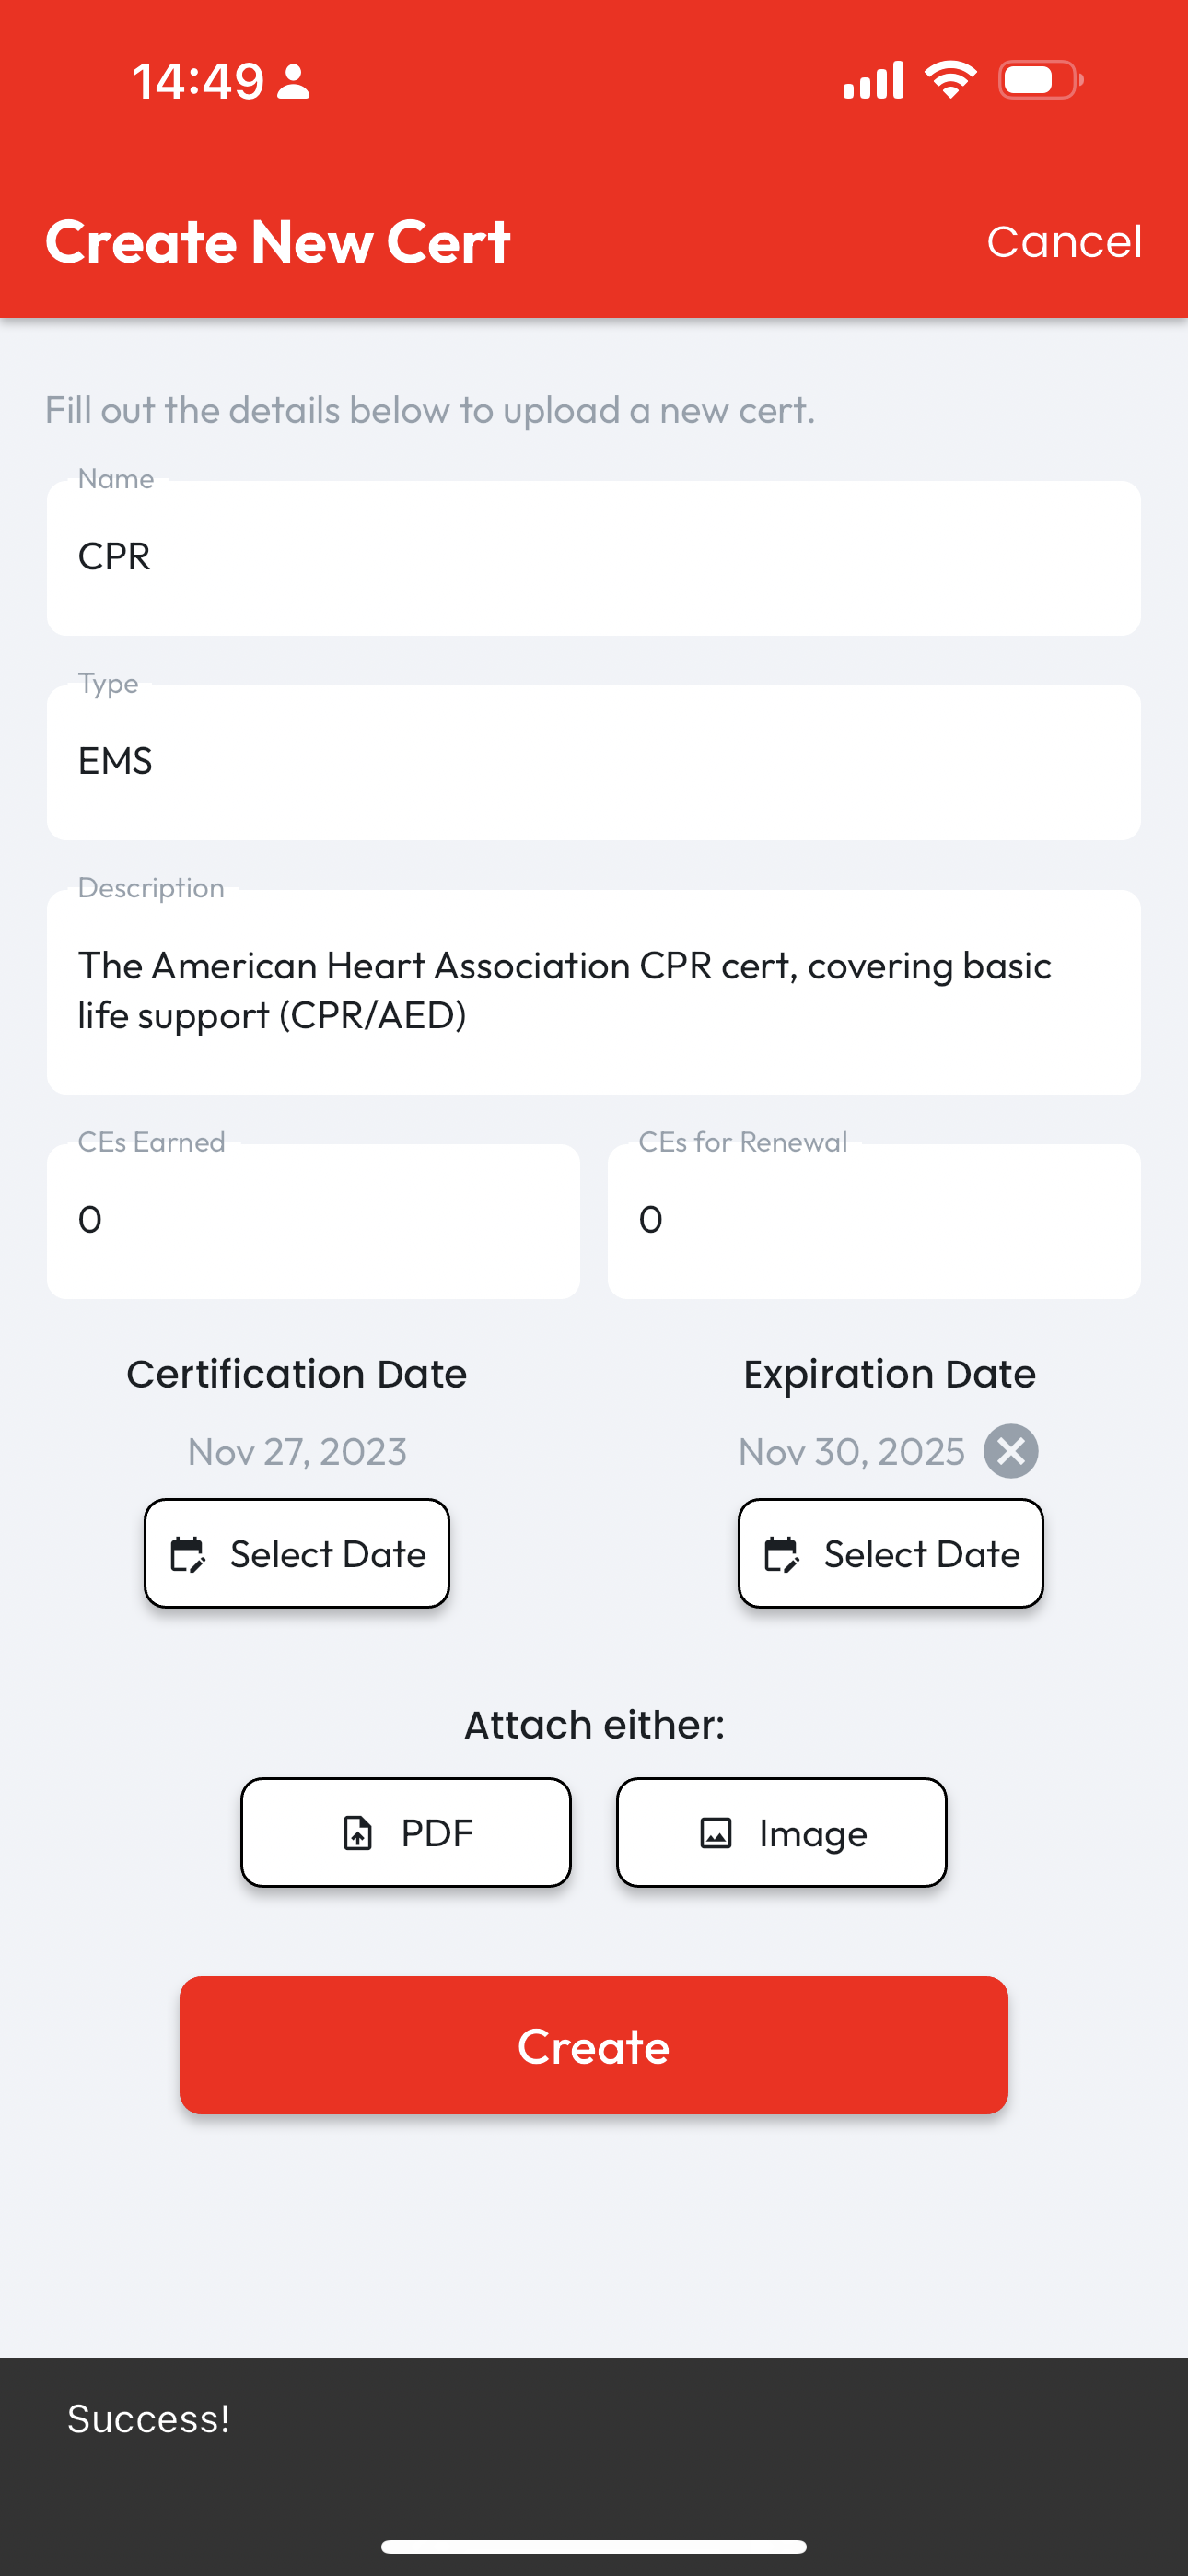 14:49
Create New Cert
Cancel
Fill out the details below to upload a new cert.
Name
CPR
Type
EMS
Description
The American Heart Association CPR cert, covering basic
life support (CPR/AED)
CEs Earned
0
CEs for Renewal
0
Certification Date
Nov 27, 2023
Select Date
Expiration Date
Nov 30, 2025
Select Date
Attach either:
PDF
Image
Create
Success!